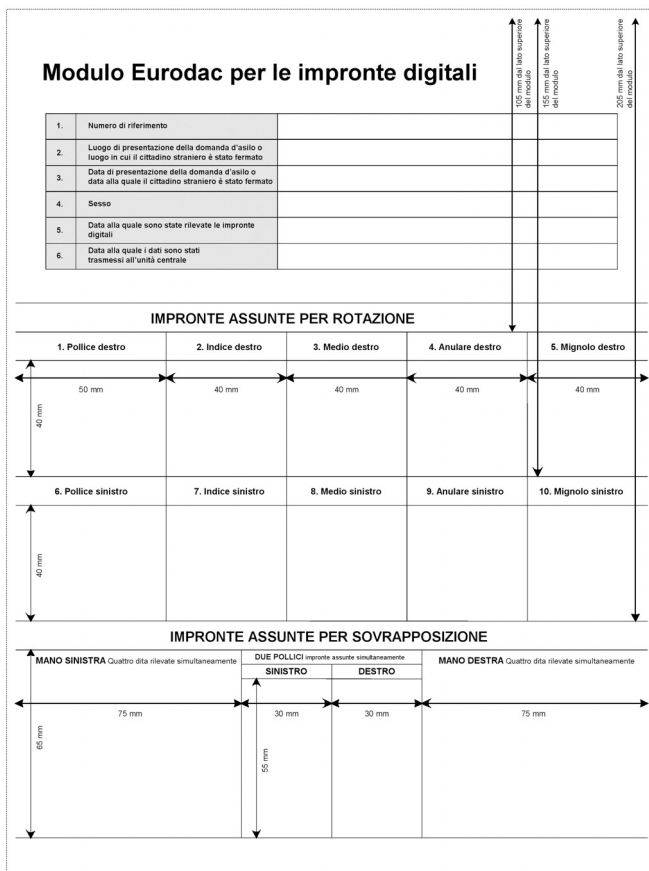 105 mm dal lato superiore
del modulo
155 mm dal lato superiore
del modulo
205 mm dal lato superiore
del modulo
Modulo Eurodac per le impronte digitali
1. Numero di riferimento
2. Luogo di presentazione della domanda d'asilo o
luogo in cui il cittadino straniero è stato fermato
3. Data di presentazione della domanda d'asilo o
data alla quale il cittadino straniero è stato fermato
4. Sesso
5. Data alla quale sono state rilevate le impronte
digitali
6. Data alla quale i dati sono stati
trasmessi all'unità centrale
IMPRONTE ASSUNTE PER ROTAZIONE
1. Pollice destro 2. Indice destro 3. Medio destro 4. Anulare destro 5. Mignolo destro
50 mm 40 mm 40 mm 40 mm 40 mm
40 mm
6. Pollice sinistro 7. Indice sinistro 8. Medio sinistro 9. Anulare sinistro 10. Mignolo sinistro
40 mm
IMPRONTE ASSUNTE PER SOVRAPPOSIZIONE
MANO SINISTRA Quattro dita rilevate simultaneamente
DUE POLLICI impronte assunte simultaneamente
SINISTRO DESTRO
MANO DESTRA Quattro dita rilevate simultaneamente
75 mm 30 mm 30 mm 75 mm
65 mm
55 mm